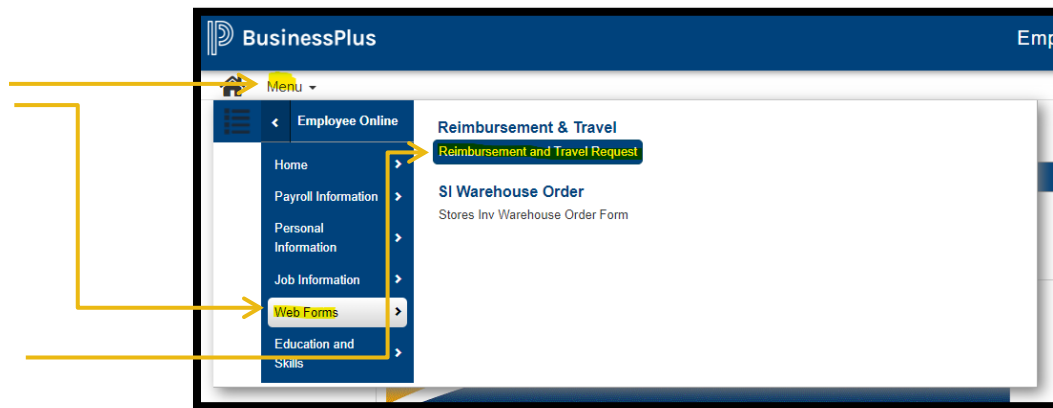 BusinessPlus
Emp
Menu
Employee Online
Home
Payroll Information
Personal
Information
Job Information
Web Forms
Education and
Skills
Reimbursement & Travel
Reimbursement and Travel Request
SI Warehouse Order
Stores Inv Warehouse Order Form